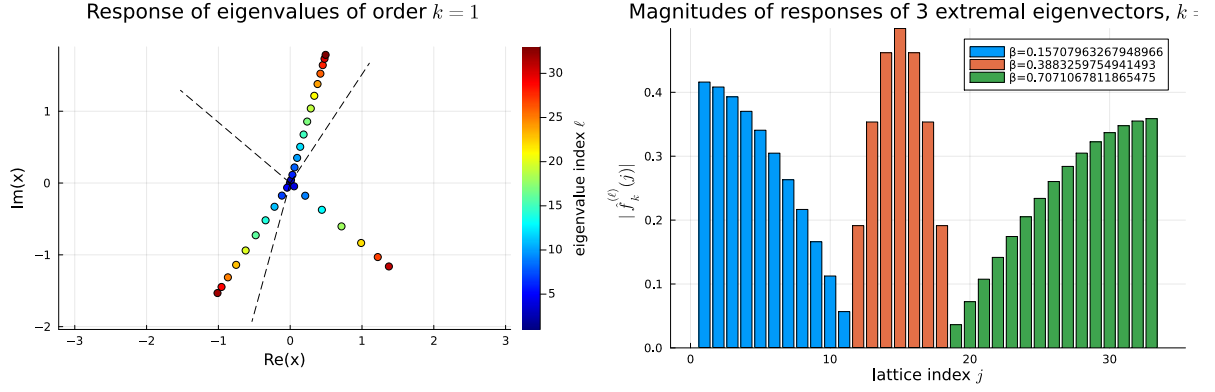 Response of eigenvalues of order k = 1
Im(x)
1
0
−1
−2
−3
−2
−1
0
1
2
3
Re(x)
30
25
20
15
10
5
eigenvalue index ℓ
Magnitudes of responses of 3 extremal eigenvectors, k =
β=0.15707963267948966
β=0.3883259754941493
β=0.7071067811865475
| f̂_k^(ℓ)(j)|
0.4
0.3
0.2
0.1
0.0
0
10
20
30
lattice index j